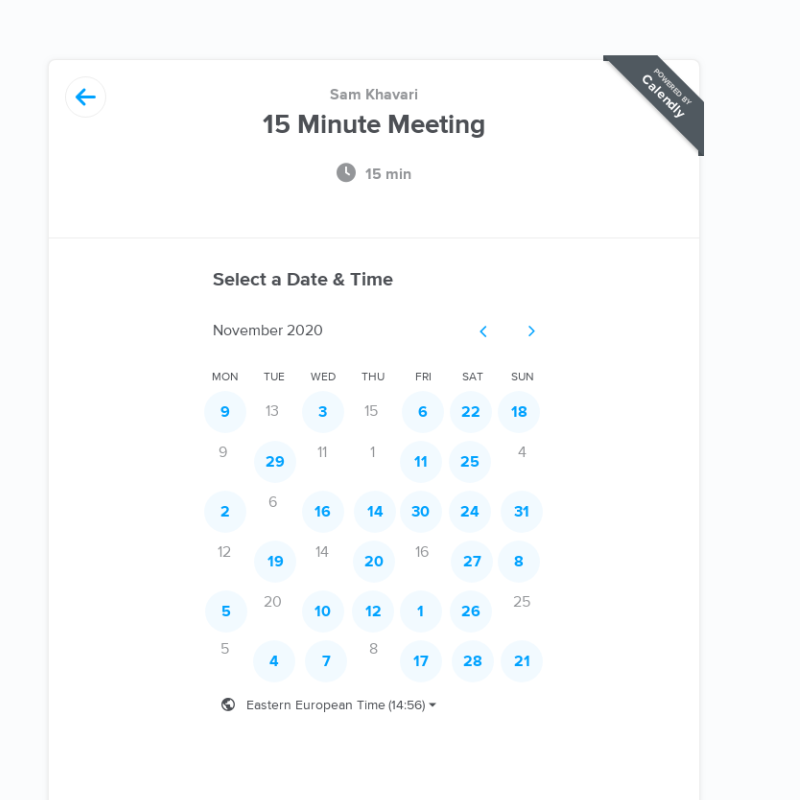 POWERED BY
Calendly
Sam Khavari
15 Minute Meeting
15 min
Select a Date & Time
November 2020
MON TUE WED THU FRI SAT SUN
9 13 3 15 6 22 18
9 29 11 1 11 25 4
2 6 16 14 30 24 31
12 19 14 20 16 27 8
5 20 10 12 1 26 25
5 4 7 8 17 28 21
Eastern European Time (14:56)